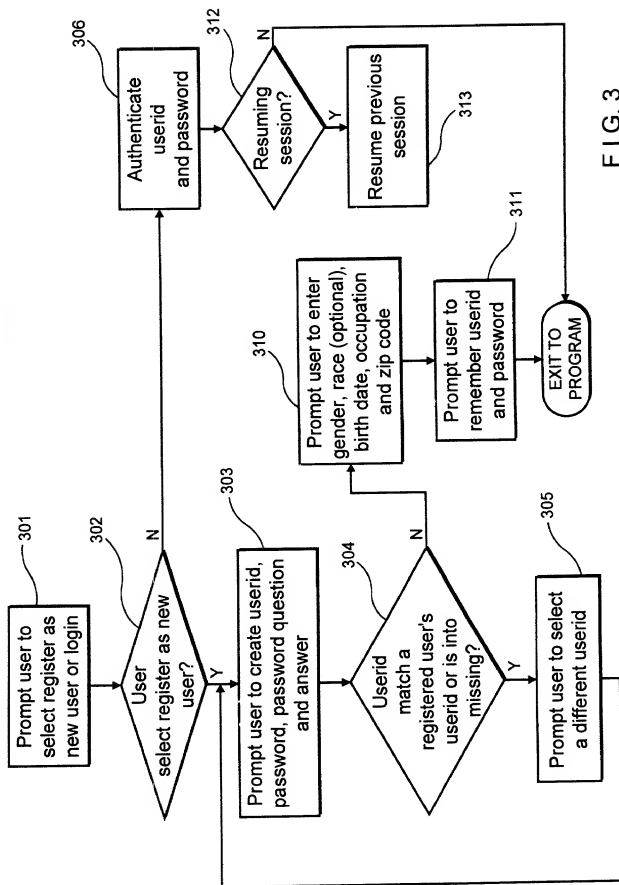 301
Prompt user to
select register as
new user or login
302
User
select register as new
user?
N
Y
303
Prompt user to create userid,
password, password question
and answer
304
Userid
match a
registered user's
userid or is into
missing?
N
Y
305
Prompt user to select
a different userid
306
Authenticate
userid
and password
312
Resuming
session?
N
Y
Resume previous
session
313
310
Prompt user to enter
gender, race (optional),
birth date, occupation
and zip code
311
Prompt user to
remember userid
and password
EXIT TO
PROGRAM
FIG. 3